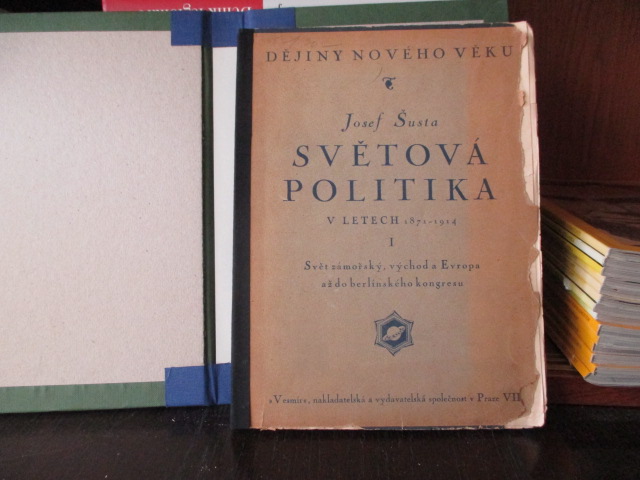 DĚJINY NOVÉHO VĚKU
Josef Šusta
SVĚTOVÁ
POLITIKA
V LETECH 1871-1914
I
Svět zámořský, východ a Evropa
až do berlínského kongresu
»Vesmír«, nakladatelská a vydavatelská společnost v Praze VII